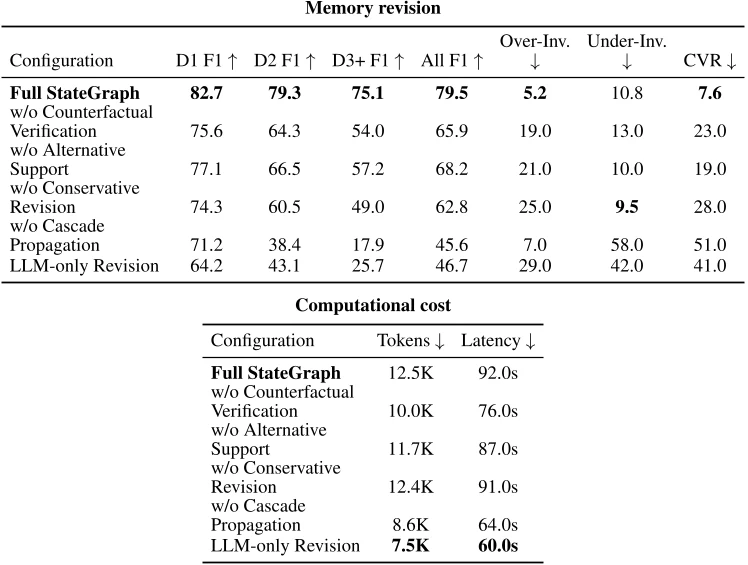 Memory revision
Over-Inv. Under-Inv.
Configuration D1 F1 ↑ D2 F1 ↑ D3+ F1 ↑ All F1 ↑ ↓ ↓ CVR ↓
Full StateGraph 82.7 79.3 75.1 79.5 5.2 10.8 7.6
w/o Counterfactual
Verification 75.6 64.3 54.0 65.9 19.0 13.0 23.0
w/o Alternative
Support 77.1 66.5 57.2 68.2 21.0 10.0 19.0
w/o Conservative
Revision 74.3 60.5 49.0 62.8 25.0 9.5 28.0
w/o Cascade
Propagation 71.2 38.4 17.9 45.6 7.0 58.0 51.0
LLM-only Revision 64.2 43.1 25.7 46.7 29.0 42.0 41.0
Computational cost
Configuration Tokens ↓ Latency ↓
Full StateGraph 12.5K 92.0s
w/o Counterfactual
Verification 10.0K 76.0s
w/o Alternative
Support 11.7K 87.0s
w/o Conservative
Revision 12.4K 91.0s
w/o Cascade
Propagation 8.6K 64.0s
LLM-only Revision 7.5K 60.0s